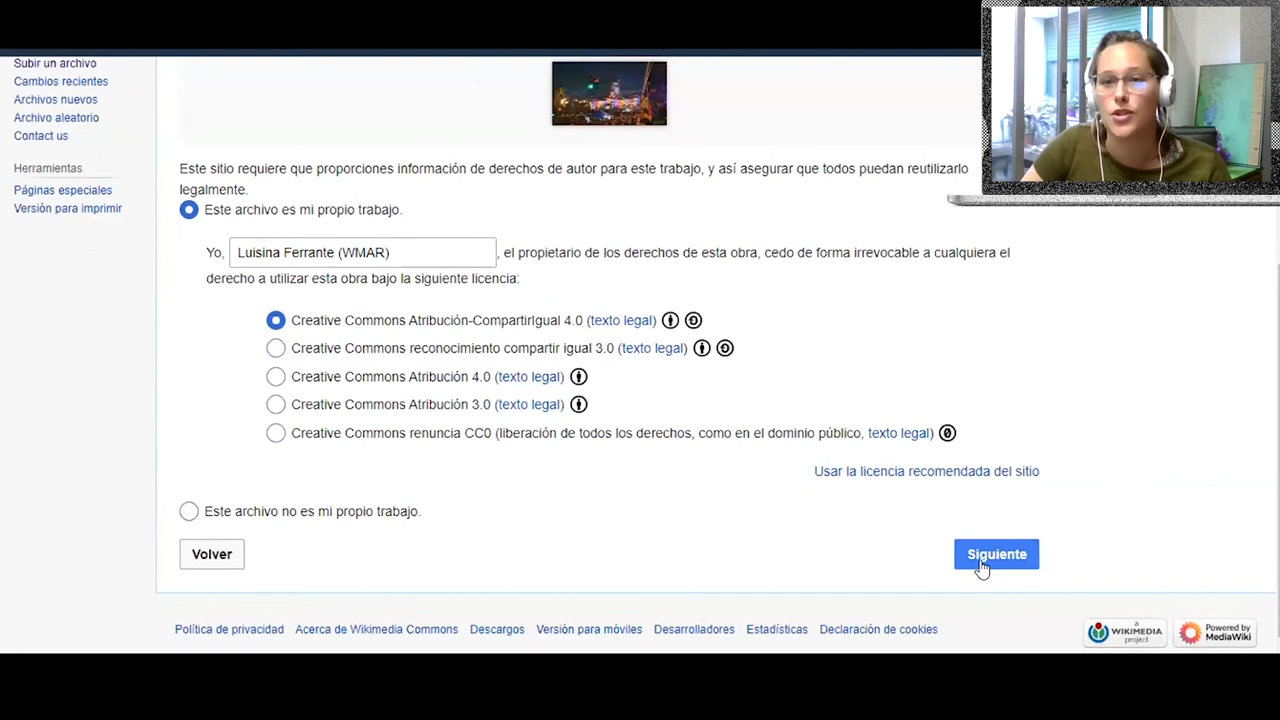 Subir un archivo
Cambios recientes
Archivos nuevos
Archivo aleatorio
Contact us
Herramientas
Páginas especiales
Versión para imprimir
Este sitio requiere que proporciones información de derechos de autor para este trabajo, y así asegurar que todos puedan reutilizarlo
legalmente.
Este archivo es mi propio trabajo.
Yo, Luisina Ferrante (WMAR) , el propietario de los derechos de esta obra, cedo de forma irrevocable a cualquiera el
derecho a utilizar esta obra bajo la siguiente licencia:
Creative Commons Atribución-CompartirIgual 4.0 (texto legal)
Creative Commons reconocimiento compartir igual 3.0 (texto legal)
Creative Commons Atribución 4.0 (texto legal)
Creative Commons Atribución 3.0 (texto legal)
Creative Commons renuncia CC0 (liberación de todos los derechos, como en el dominio público, texto legal)
Usar la licencia recomendada del sitio
Este archivo no es mi propio trabajo.
Volver
Siguiente
Política de privacidad Acerca de Wikimedia Commons Descargos Versión para móviles Desarrolladores Estadísticas Declaración de cookies
a
WIKIMEDIA
project
Powered by
MediaWiki